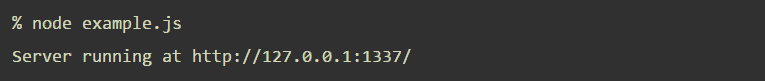 % node example.js
Server running at http://127.0.0.1:1337/